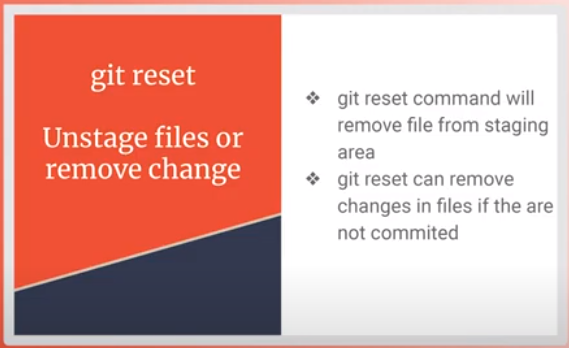 git reset
Unstage files or
remove change
❖ git reset command will
remove file from staging
area
❖ git reset can remove
changes in files if the are
not commited